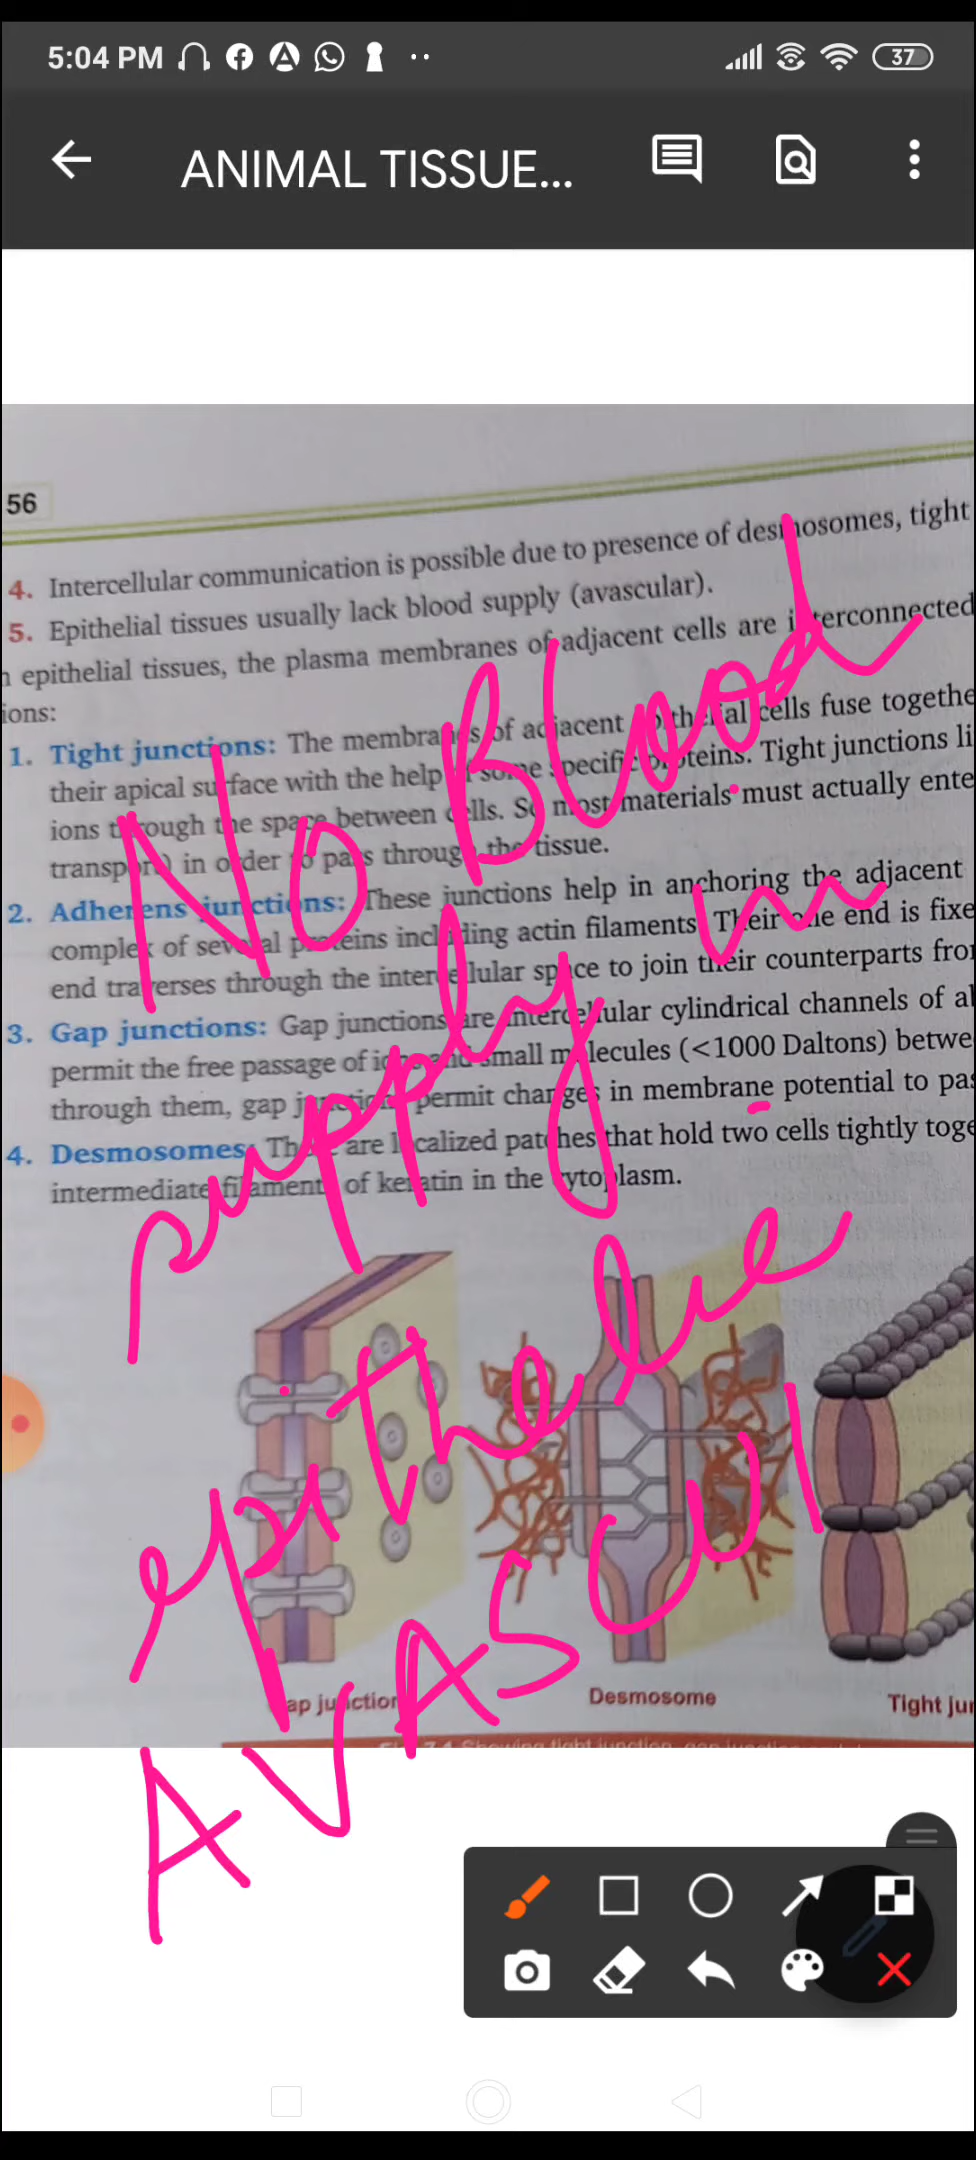 5:04 PM
37
ANIMAL TISSUE...
56
4. Intercellular communication is possible due to presence of desmosomes, tight
5. Epithelial tissues usually lack blood supply (avascular).
epithelial tissues, the plasma membranes of adjacent cells are interconnected
ions:
1. Tight junctions: The membranes of adjacent epithelial cells fuse togethe
their apical surface with the help of some specific proteins. Tight junctions li
ions through the space between cells. So most materials must actually ente
transport) in order to pass through the tissue.
2. Adherens junctions: These junctions help in anchoring the adjacent
complex of several proteins including actin filaments. Their one end is fixe
end traverses through the intercellular space to join their counterparts fro
3. Gap junctions: Gap junctions are intercellular cylindrical channels of al
permit the free passage of ions and small molecules (<1000 Daltons) betwe
through them, gap junctions permit changes in membrane potential to pas
4. Desmosomes: These are localized patches that hold two cells tightly toge
intermediate filaments of keratin in the cytoplasm.
No Blood
supply in
epithelie
AVASCUl
Gap junction
Desmosome
Tight jun
Showing tight junction, gap junction